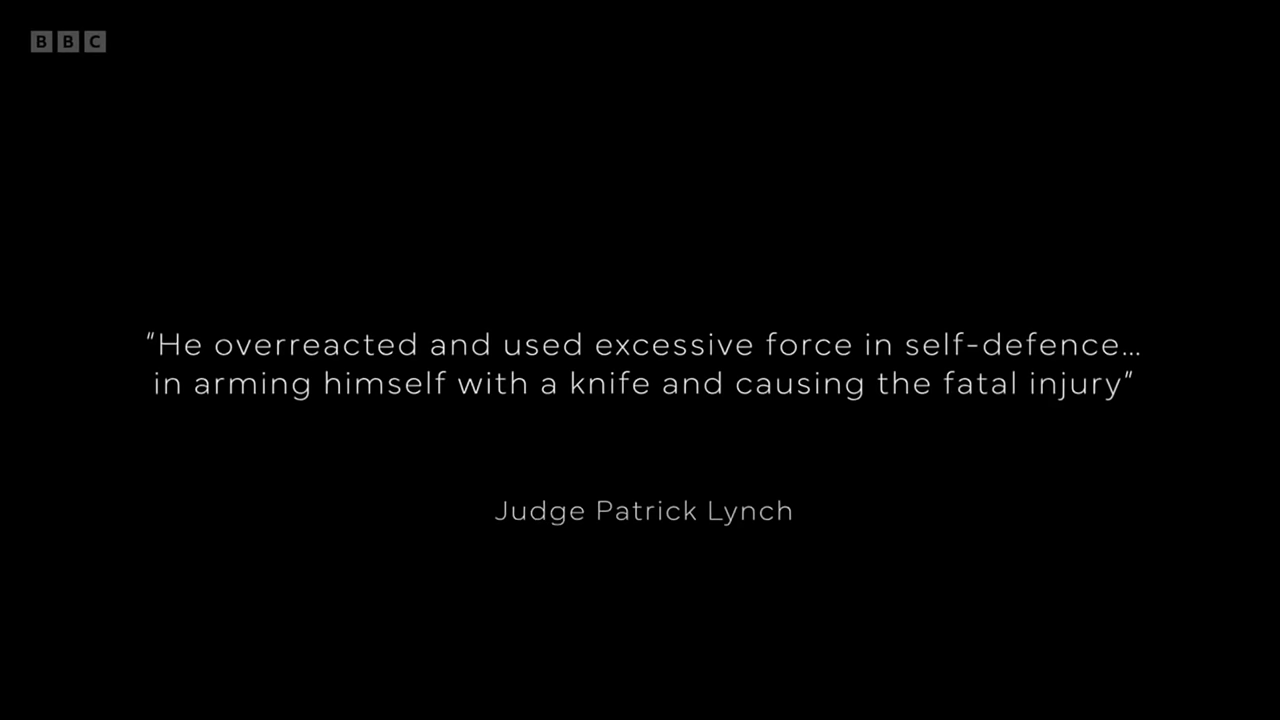 BBC
"He overreacted and used excessive force in self-defence...
in arming himself with a knife and causing the fatal injury"
Judge Patrick Lynch